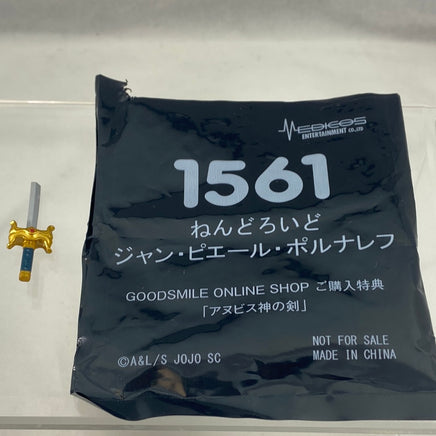 MEDICOS
ENTERTAINMENT CO.,LTD
1561
ねんどろいど
ジャン・ピエール・ポルナレフ
GOODSMILE ONLINE SHOP ご購入特典
「アヌビス神の剣」
NOT FOR SALE
©A&L/S JOJO SC MADE IN CHINA